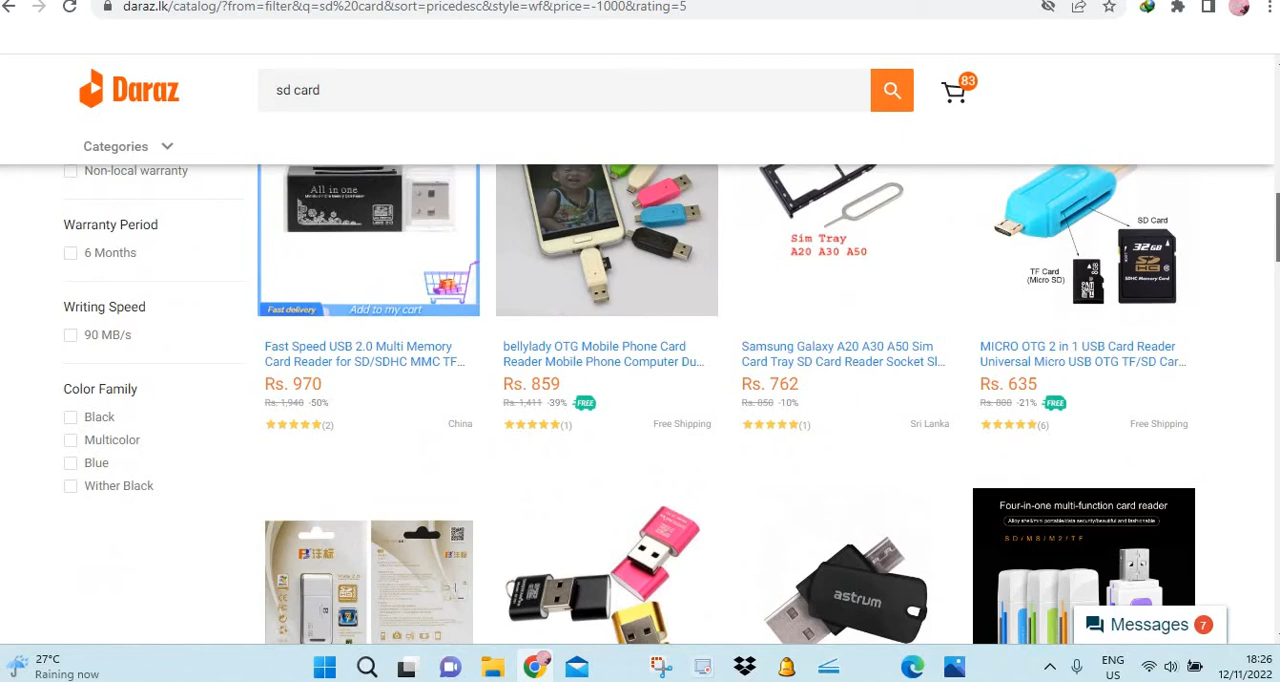 daraz.lk/catalog/?from=filter&q=sd%20card&sort=pricedesc&style=wf&price=-1000&rating=5
Daraz
sd card
83
Categories
Non-local warranty
Warranty Period
6 Months
Writing Speed
90 MB/s
Color Family
Black
Multicolor
Blue
Wither Black
All in one
Fast delivery
Add to my cart
Fast Speed USB 2.0 Multi Memory
Card Reader for SD/SDHC MMC TF...
Rs. 970
Rs. 1,940 -50%
(2)
China
bellylady OTG Mobile Phone Card
Reader Mobile Phone Computer Du...
Rs. 859
Rs. 1,411 -39% FREE
(1)
Free Shipping
Sim Tray
A20 A30 A50
Samsung Galaxy A20 A30 A50 Sim
Card Tray SD Card Reader Socket Sl...
Rs. 762
Rs. 850 -10%
(1)
Sri Lanka
SD Card
32GB
TF Card
(Micro SD)
MICRO OTG 2 in 1 USB Card Reader
Universal Micro USB OTG TF/SD Car...
Rs. 635
Rs. 800 -21% FREE
(6)
Free Shipping
astrum
Four-in-one multi-function card reader
SD/MS/M2/TF
Messages 7
27°C
Raining now
ENG
US
18:26
12/11/2022